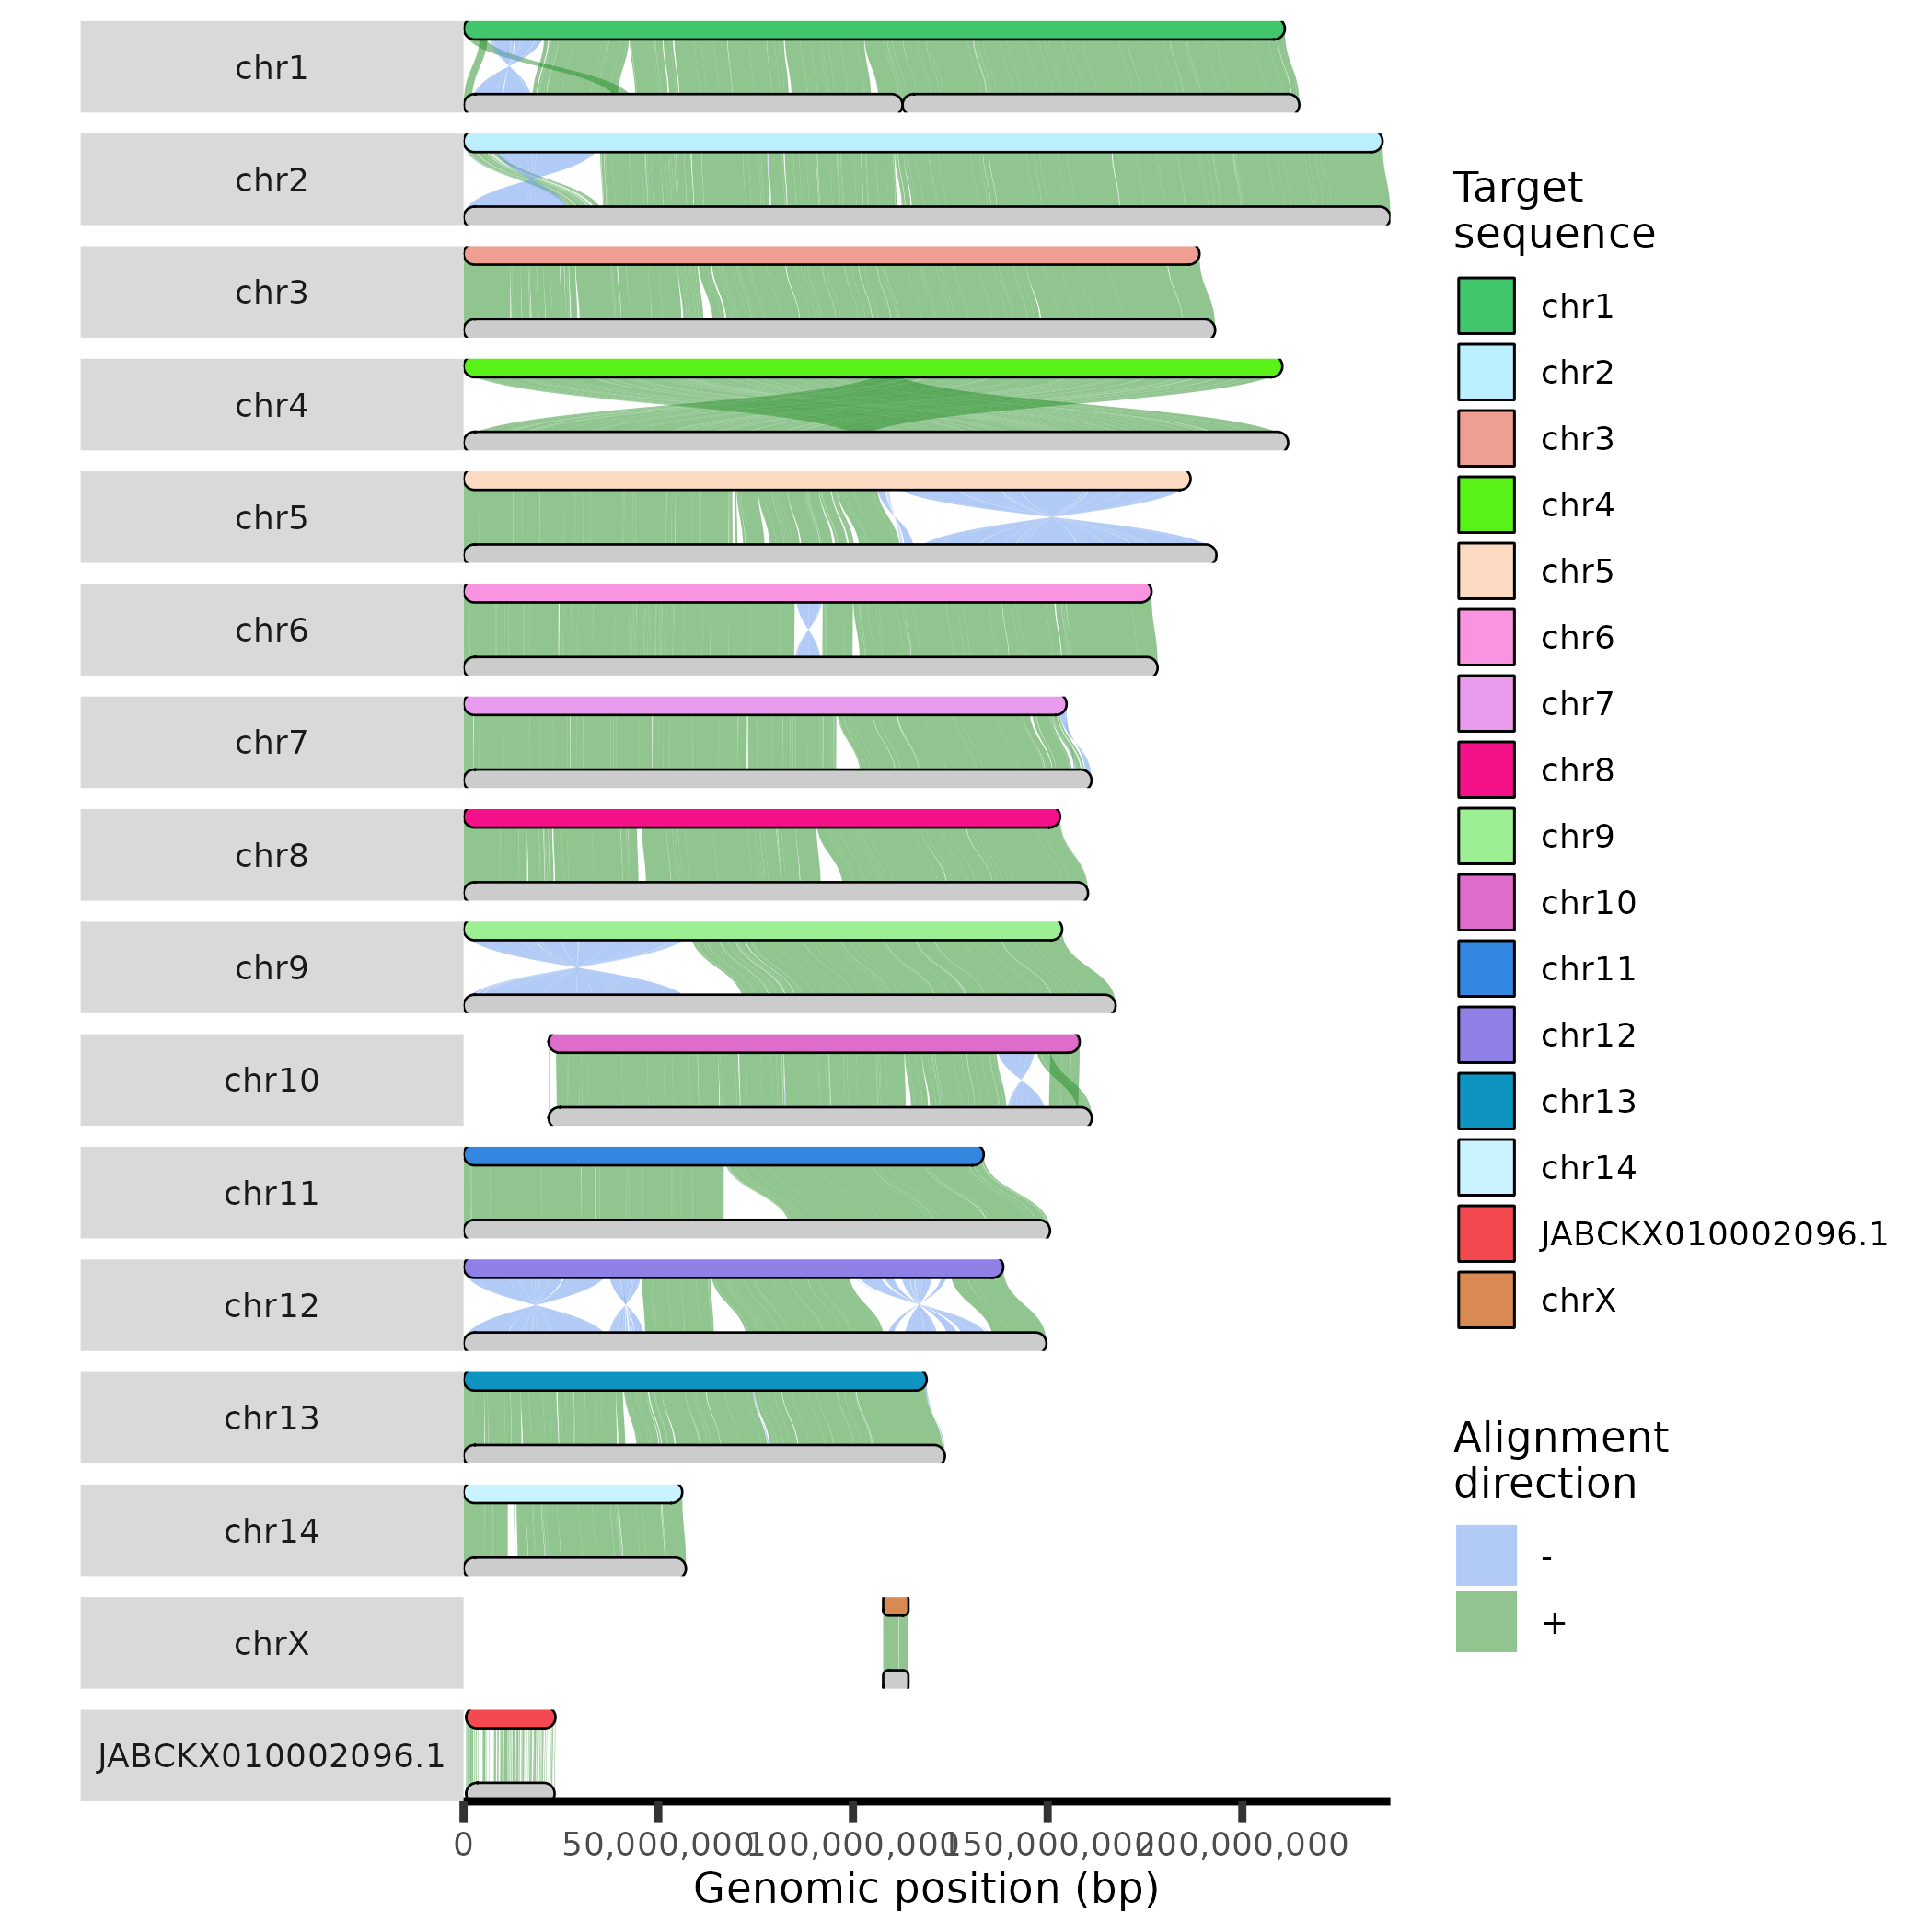 chr1
chr2
chr3
chr4
chr5
chr6
chr7
chr8
chr9
chr10
chr11
chr12
chr13
chr14
chrX
JABCKX010002096.1
0
50,000,000
100,000,000
150,000,000
200,000,000
Genomic position (bp)
Target
sequence
chr1
chr2
chr3
chr4
chr5
chr6
chr7
chr8
chr9
chr10
chr11
chr12
chr13
chr14
JABCKX010002096.1
chrX
Alignment
direction
-
+